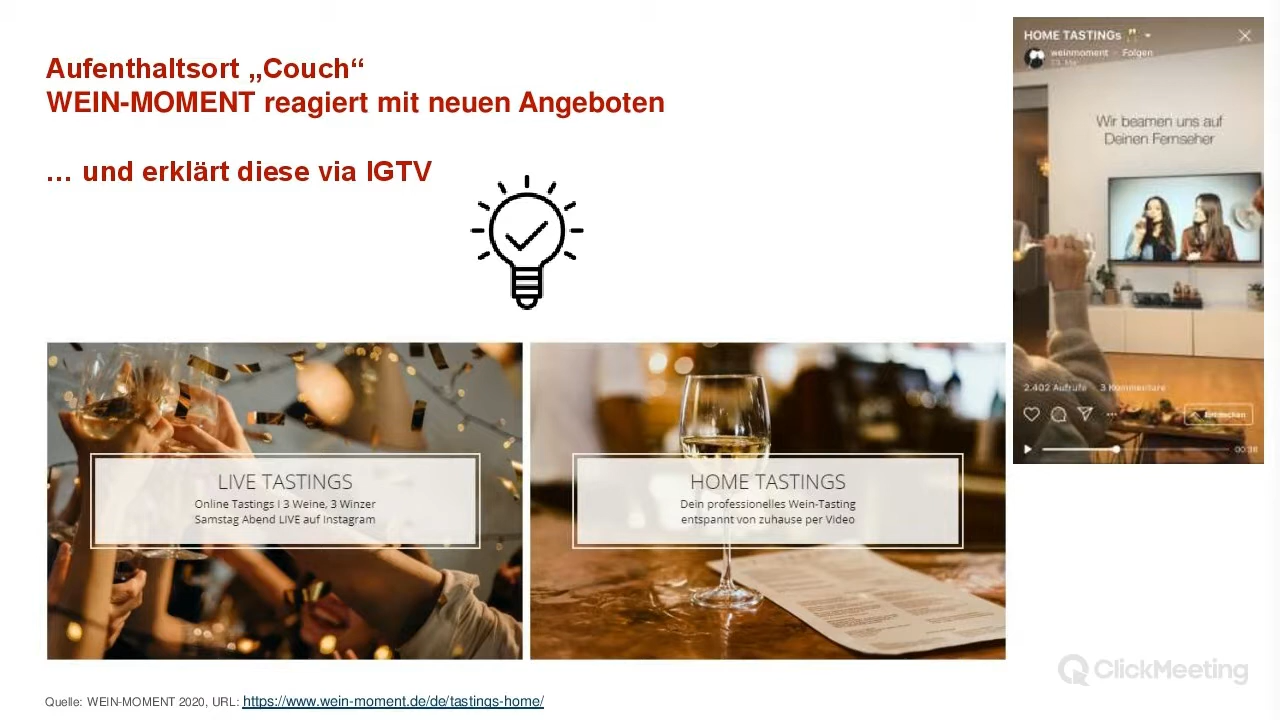 Aufenthaltsort „Couch“
WEIN-MOMENT reagiert mit neuen Angeboten
… und erklärt diese via IGTV
HOME TASTINGs
weinmoment · Folgen
Wir beamen uns auf
Deinen Fernseher
2.402 Aufrufe · 3 Kommentare
00:36
LIVE TASTINGS
Online Tastings I 3 Weine, 3 Winzer
Samstag Abend LIVE auf Instagram
HOME TASTINGS
Dein professionelles Wein-Tasting
entspannt von zuhause per Video
ClickMeeting
Quelle: WEIN-MOMENT 2020, URL: https://www.wein-moment.de/de/tastings-home/